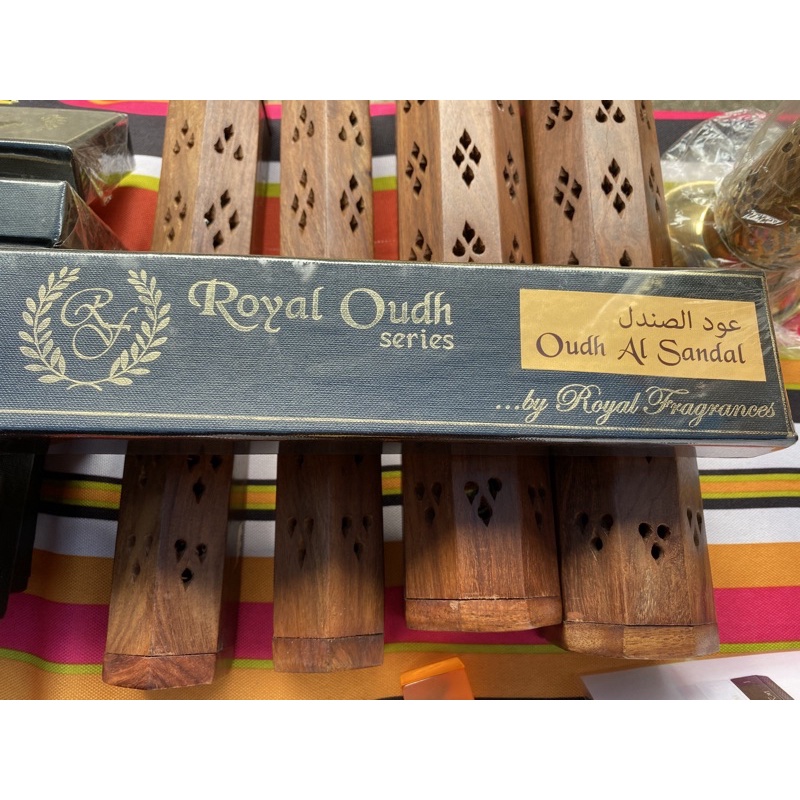 RF
Royal Oudh
series
عود الصندل
Oudh Al Sandal
...by Royal Fragrances